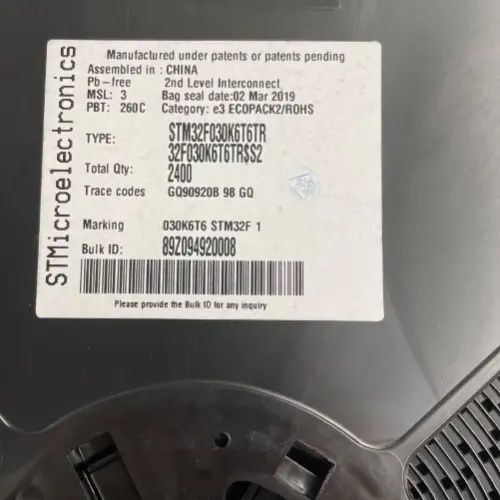 STMicroelectronics
Manufactured under patents or patents pending
Assembled in : CHINA
Pb-free 2nd Level Interconnect
MSL: 3 Bag seal date:02 Mar 2019
PBT: 260C Category: e3 ECOPACK2/ROHS
TYPE: STM32F030K6T6TR
32F030K6T6TR$S2
Total Qty: 2400
Trace codes GQ90920B 98 GQ
Marking 030K6T6 STM32F 1
Bulk ID: 89Z094920008
Please provide the Bulk ID for any inquiry